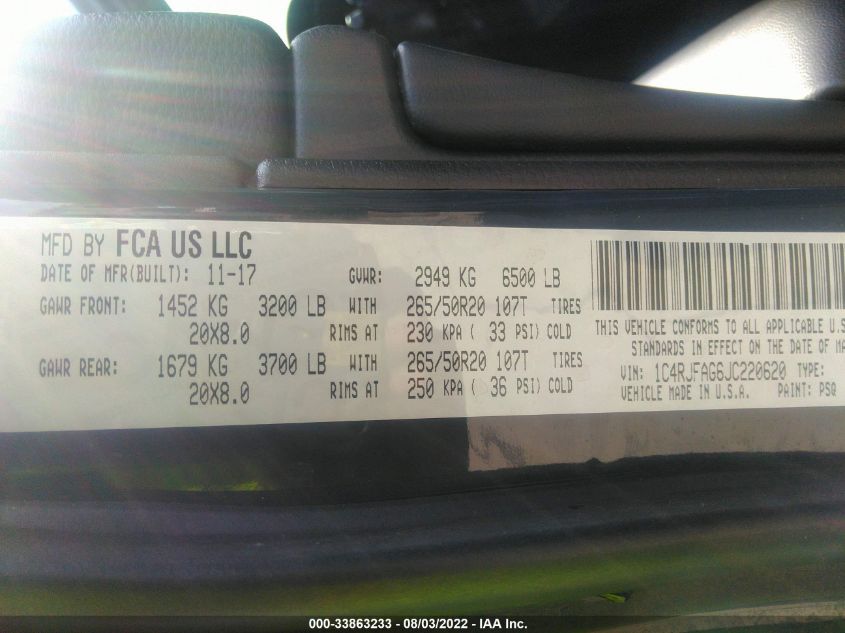 MFD BY FCA US LLC
DATE OF MFR(BUILT): 11-17 GVWR: 2949 KG 6500 LB
GAWR FRONT: 1452 KG 3200 LB WITH 265/50R20 107T TIRES
20X8.0 RIMS AT 230 KPA ( 33 PSI) COLD
GAWR REAR: 1679 KG 3700 LB WITH 265/50R20 107T TIRES
20X8.0 RIMS AT 250 KPA ( 36 PSI) COLD
THIS VEHICLE CONFORMS TO ALL APPLICABLE U.S
STANDARDS IN EFFECT ON THE DATE OF MA
VIN: 1C4RJFAG6JC220620 TYPE:
VEHICLE MADE IN U.S.A. PAINT: PSQ
000-33863233 - 08/03/2022 - IAA Inc.